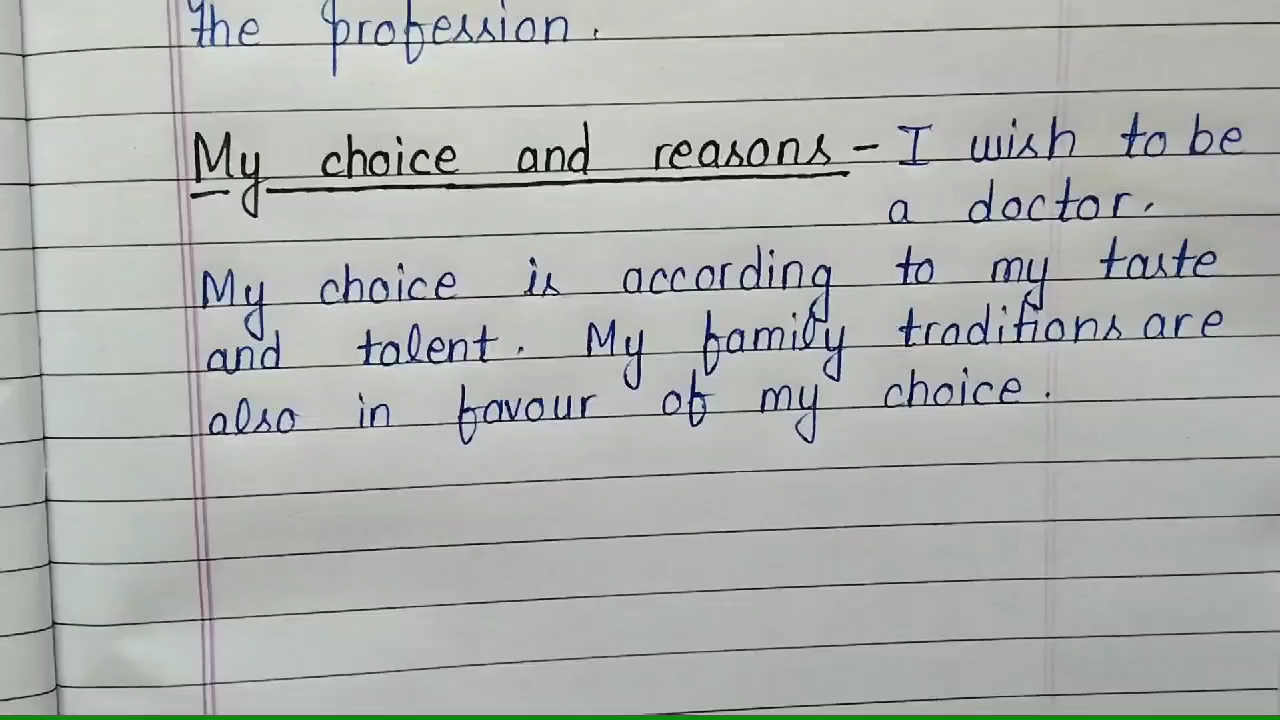 the profession.
My choice and reasons - I wish to be
a doctor.
My choice is according to my taste
and talent. My family traditions are
also in favour of my choice.